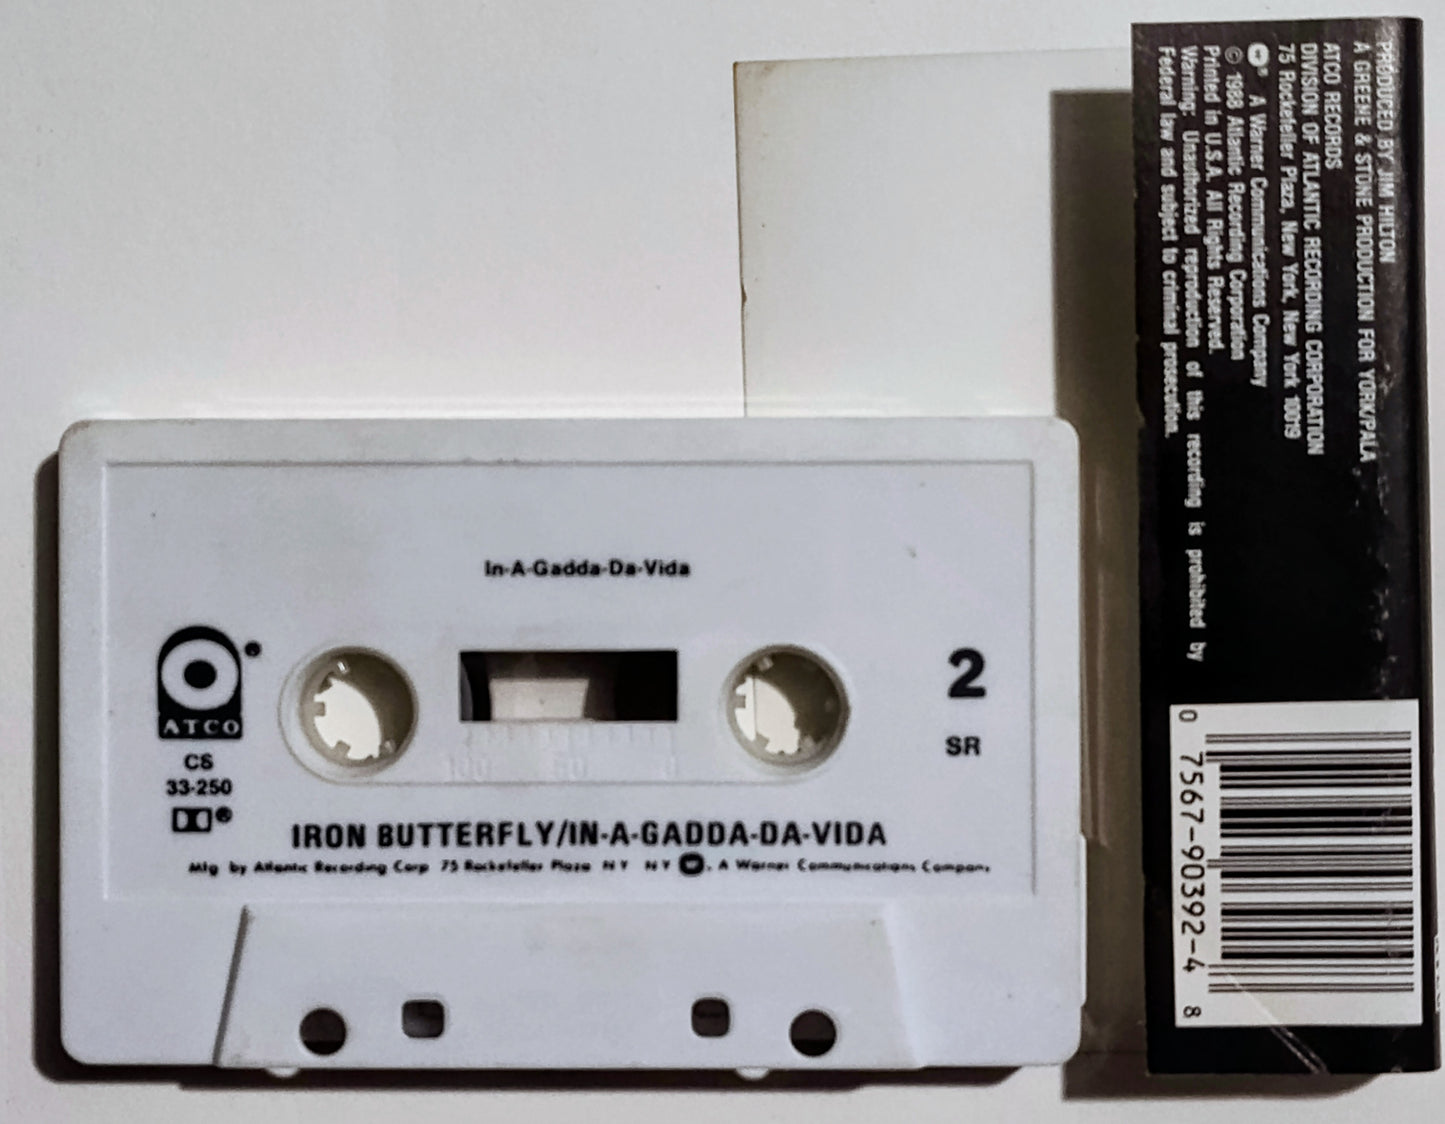 In-A-Gadda-Da-Vida
ATCO
®
CS
33-250
®
2
SR
IRON BUTTERFLY/IN-A-GADDA-DA-VIDA
Mfg by Atlantic Recording Corp 75 Rockefeller Plaza N Y N Y W, A Warner Communications Company
100 50 0
PRODUCED BY JIM HILTON
A GREENE & STONE PRODUCTION FOR YORK/PALA
ATCO RECORDS
DIVISION OF ATLANTIC RECORDING CORPORATION
75 Rockefeller Plaza, New York, New York 10019
® A Warner Communications Company
© 1988 Atlantic Recording Corporation
Printed in U.S.A. All Rights Reserved.
Warning: Unauthorized reproduction of this recording is prohibited by
Federal law and subject to criminal prosecution.
0 7567-90392-4 8